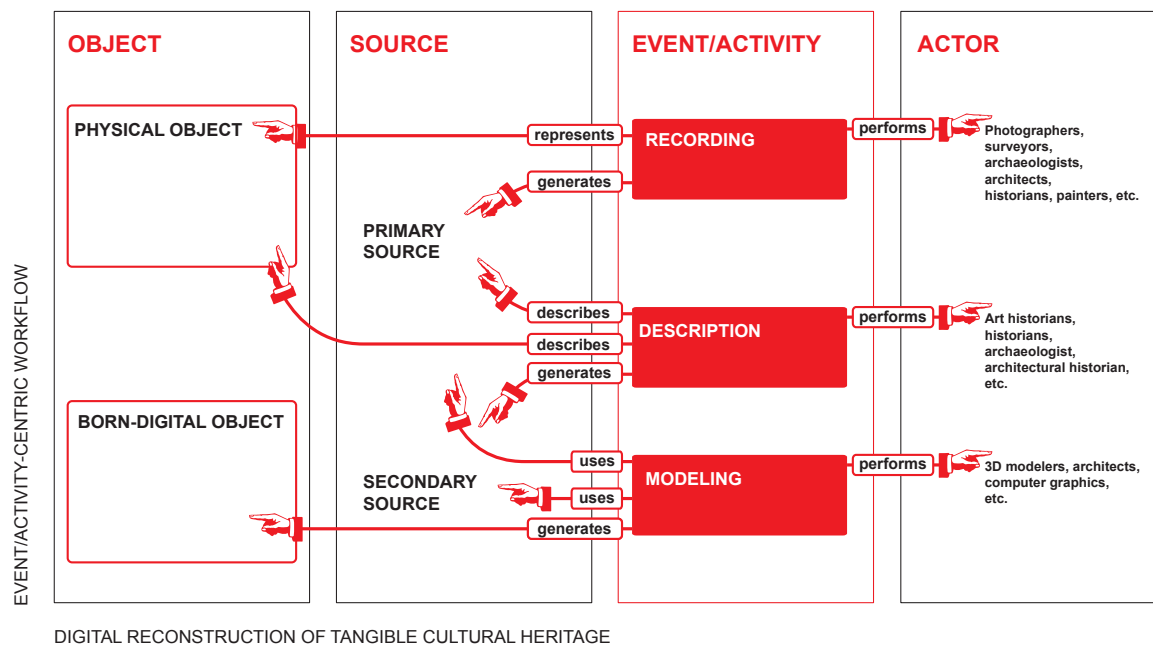 OBJECT
SOURCE
EVENT/ACTIVITY
ACTOR
PHYSICAL OBJECT
represents
RECORDING
performs
Photographers,
surveyors,
archaeologists,
architects,
historians, painters, etc.
generates
PRIMARY
SOURCE
describes
DESCRIPTION
performs
Art historians,
historians,
archaeologist,
architectural historian,
etc.
describes
generates
BORN-DIGITAL OBJECT
uses
MODELING
performs
3D modelers, architects,
computer graphics,
etc.
SECONDARY
SOURCE
uses
generates
EVENT/ACTIVITY-CENTRIC WORKFLOW
DIGITAL RECONSTRUCTION OF TANGIBLE CULTURAL HERITAGE